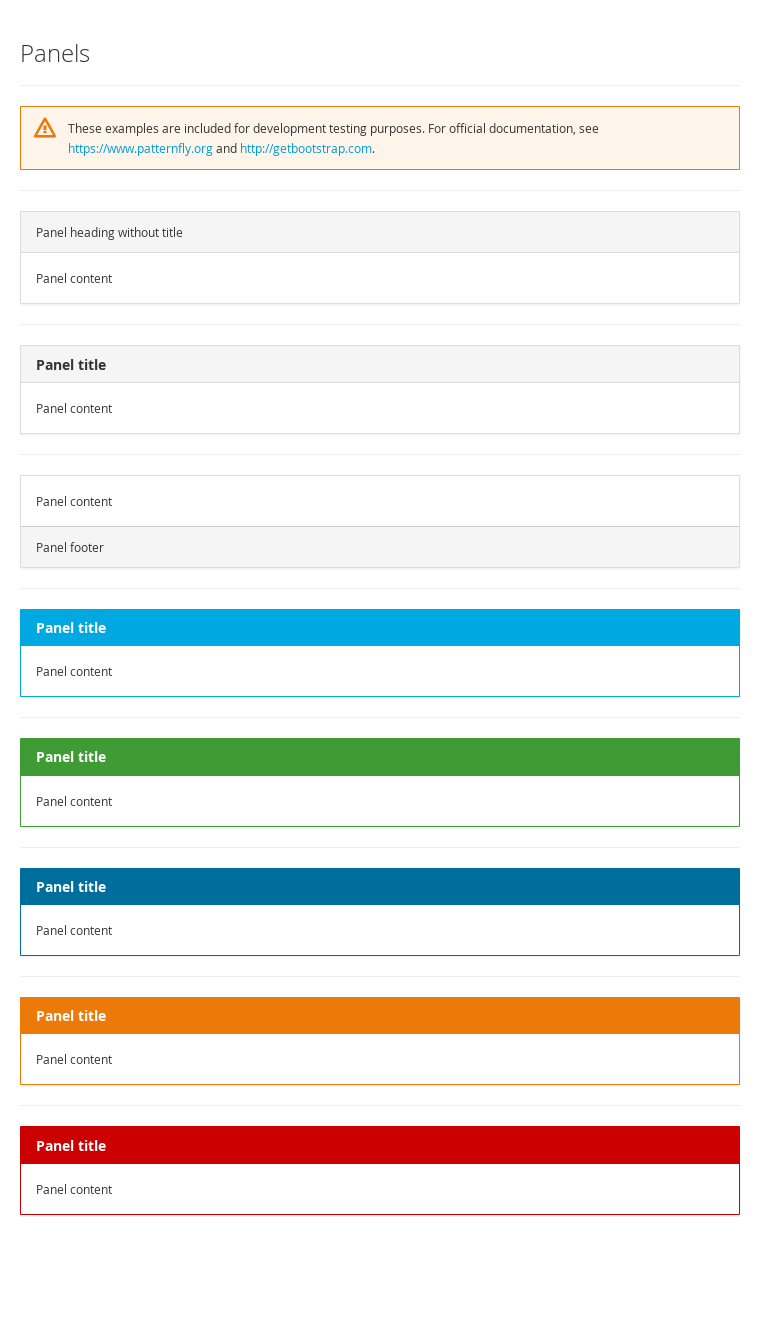 Panels
These examples are included for development testing purposes. For official documentation, see
https://www.patternfly.org and http://getbootstrap.com.
Panel heading without title
Panel content
Panel title
Panel content
Panel content
Panel footer
Panel title
Panel content
Panel title
Panel content
Panel title
Panel content
Panel title
Panel content
Panel title
Panel content